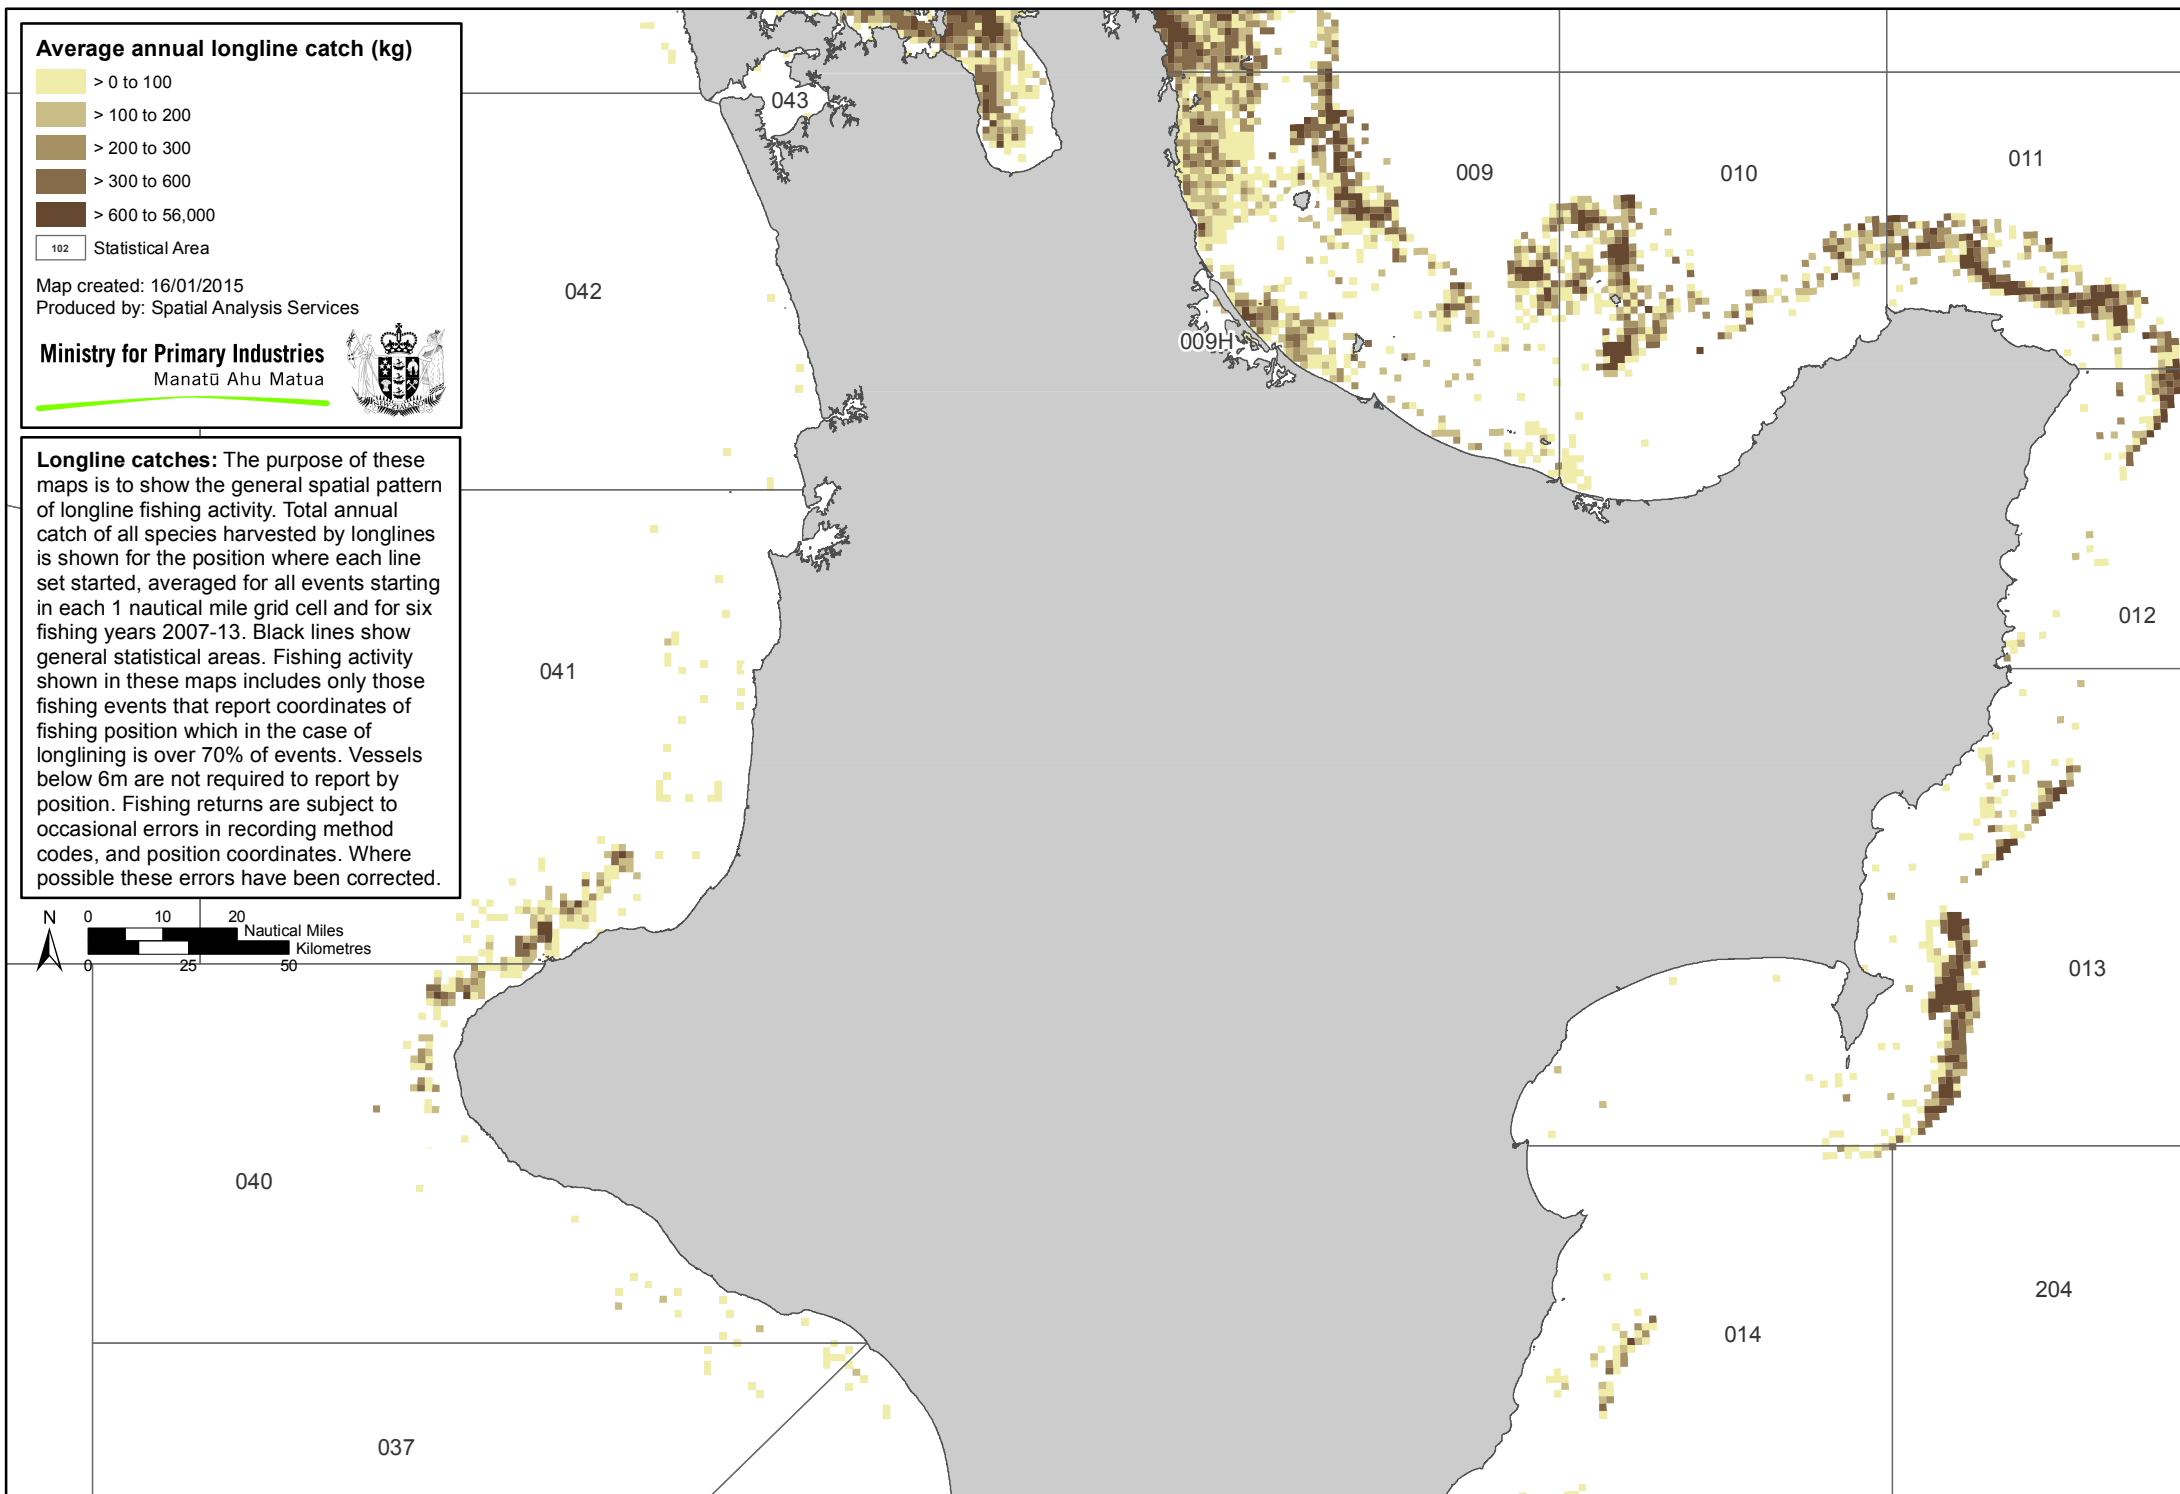 Average annual longline catch (kg)
> 0 to 100
> 100 to 200
> 200 to 300
> 300 to 600
> 600 to 56,000
102 Statistical Area
Map created: 16/01/2015
Produced by: Spatial Analysis Services
Ministry for Primary Industries
Manatū Ahu Matua
Longline catches: The purpose of these
maps is to show the general spatial pattern
of longline fishing activity. Total annual
catch of all species harvested by longlines
is shown for the position where each line
set started, averaged for all events starting
in each 1 nautical mile grid cell and for six
fishing years 2007-13. Black lines show
general statistical areas. Fishing activity
shown in these maps includes only those
fishing events that report coordinates of
fishing position which in the case of
longlining is over 70% of events. Vessels
below 6m are not required to report by
position. Fishing returns are subject to
occasional errors in recording method
codes, and position coordinates. Where
possible these errors have been corrected.
N
0 10 20
Nautical Miles
Kilometres
0 25 50
043
009
010
011
042
009H
012
041
013
040
204
014
037